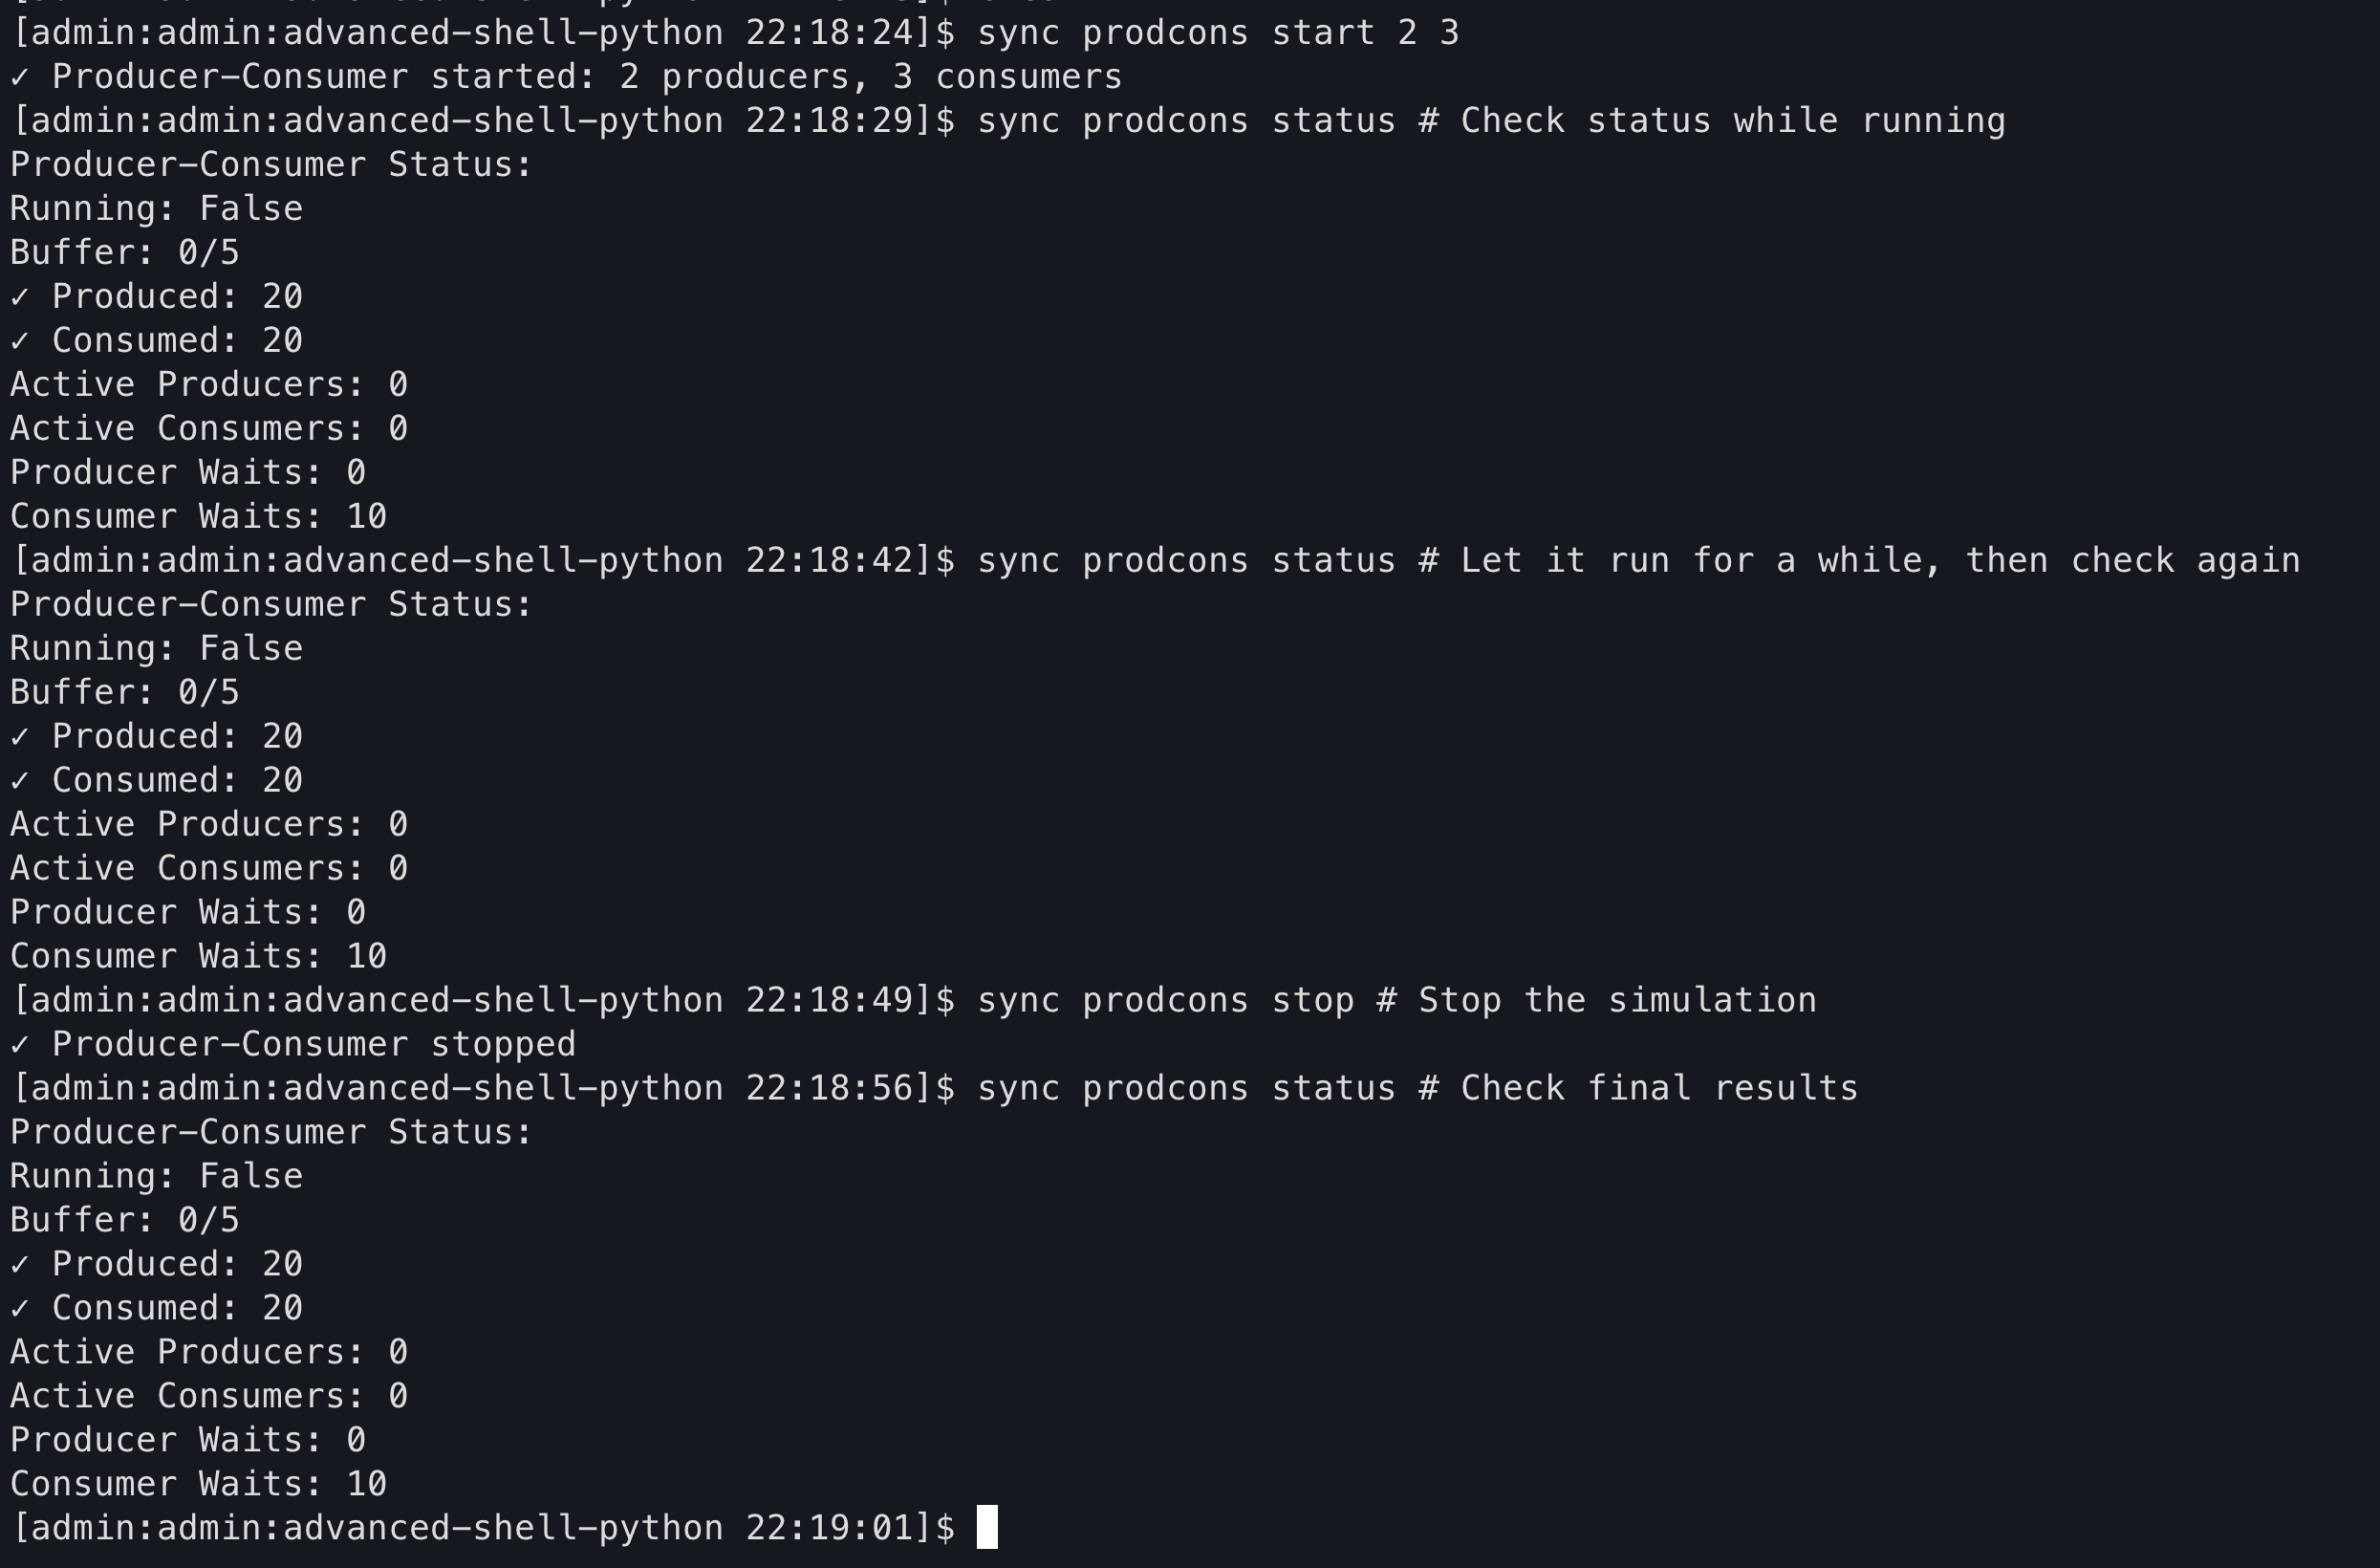 [admin:admin:advanced-shell-python 22:18:24]$ sync prodcons start 2 3
✓ Producer-Consumer started: 2 producers, 3 consumers
[admin:admin:advanced-shell-python 22:18:29]$ sync prodcons status # Check status while running
Producer-Consumer Status:
Running: False
Buffer: 0/5
✓ Produced: 20
✓ Consumed: 20
Active Producers: 0
Active Consumers: 0
Producer Waits: 0
Consumer Waits: 10
[admin:admin:advanced-shell-python 22:18:42]$ sync prodcons status # Let it run for a while, then check again
Producer-Consumer Status:
Running: False
Buffer: 0/5
✓ Produced: 20
✓ Consumed: 20
Active Producers: 0
Active Consumers: 0
Producer Waits: 0
Consumer Waits: 10
[admin:admin:advanced-shell-python 22:18:49]$ sync prodcons stop # Stop the simulation
✓ Producer-Consumer stopped
[admin:admin:advanced-shell-python 22:18:56]$ sync prodcons status # Check final results
Producer-Consumer Status:
Running: False
Buffer: 0/5
✓ Produced: 20
✓ Consumed: 20
Active Producers: 0
Active Consumers: 0
Producer Waits: 0
Consumer Waits: 10
[admin:admin:advanced-shell-python 22:19:01]$